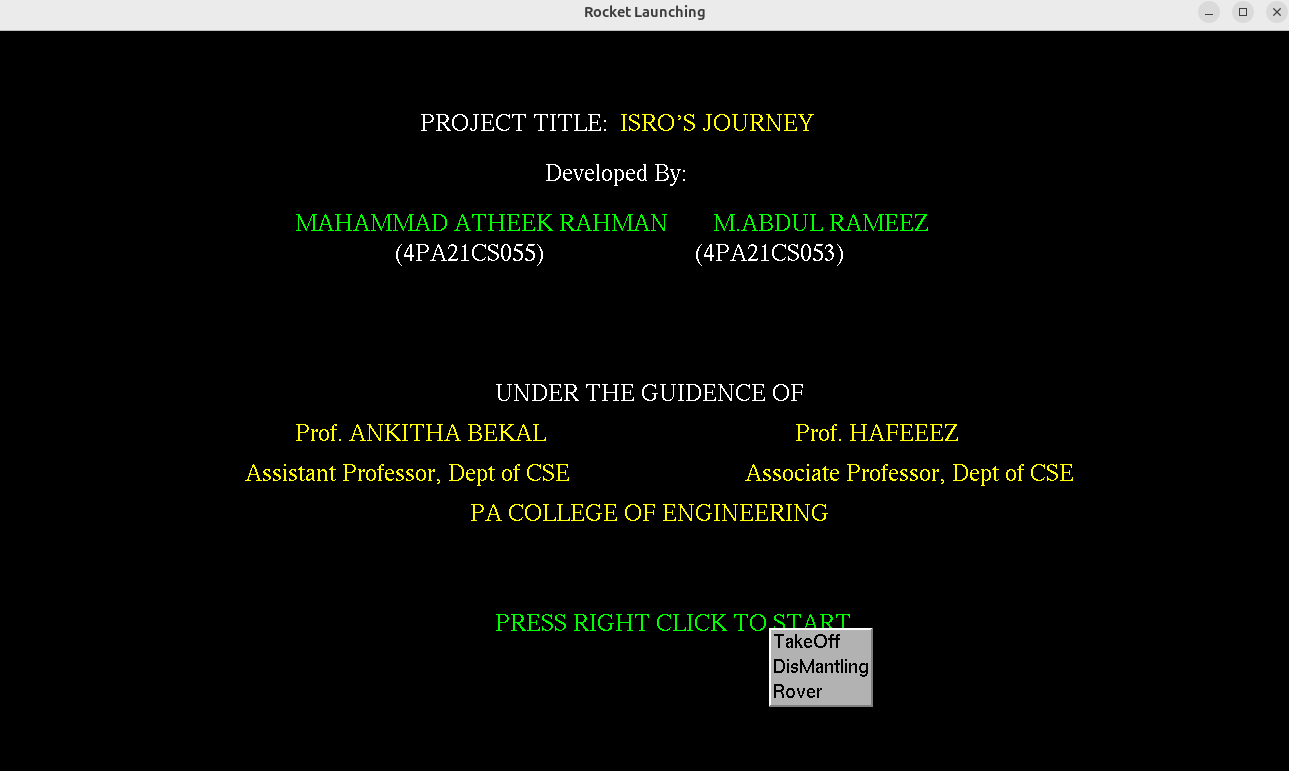 Rocket Launching
PROJECT TITLE: ISRO'S JOURNEY
Developed By:
MAHAMMAD ATHEEK RAHMAN M.ABDUL RAMEEZ
(4PA21CS055) (4PA21CS053)
UNDER THE GUIDENCE OF
Prof. ANKITHA BEKAL Prof. HAFEEEZ
Assistant Professor, Dept of CSE Associate Professor, Dept of CSE
PA COLLEGE OF ENGINEERING
PRESS RIGHT CLICK TO START
TakeOff
DisMantling
Rover